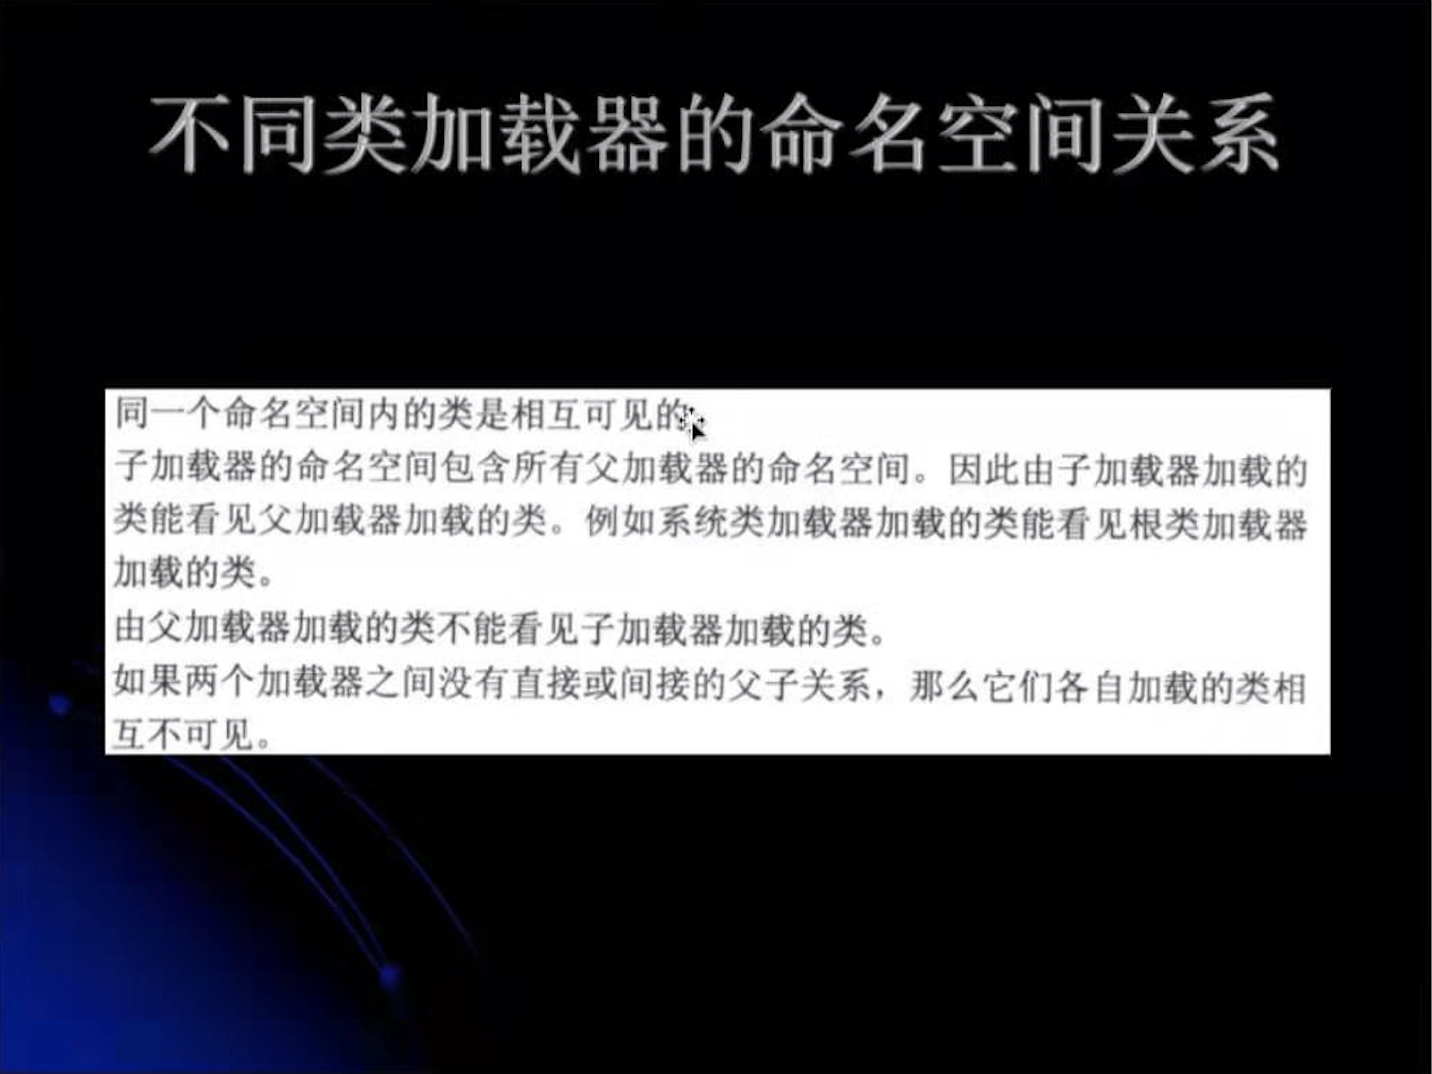 不同类加载器的命名空间关系
同一个命名空间内的类是相互可见的
子加载器的命名空间包含所有父加载器的命名空间。因此由子加载器加载的
类能看见父加载器加载的类。例如系统类加载器加载的类能看见根类加载器
加载的类。
由父加载器加载的类不能看见子加载器加载的类。
如果两个加载器之间没有直接或间接的父子关系，那么它们各自加载的类相
互不可见。